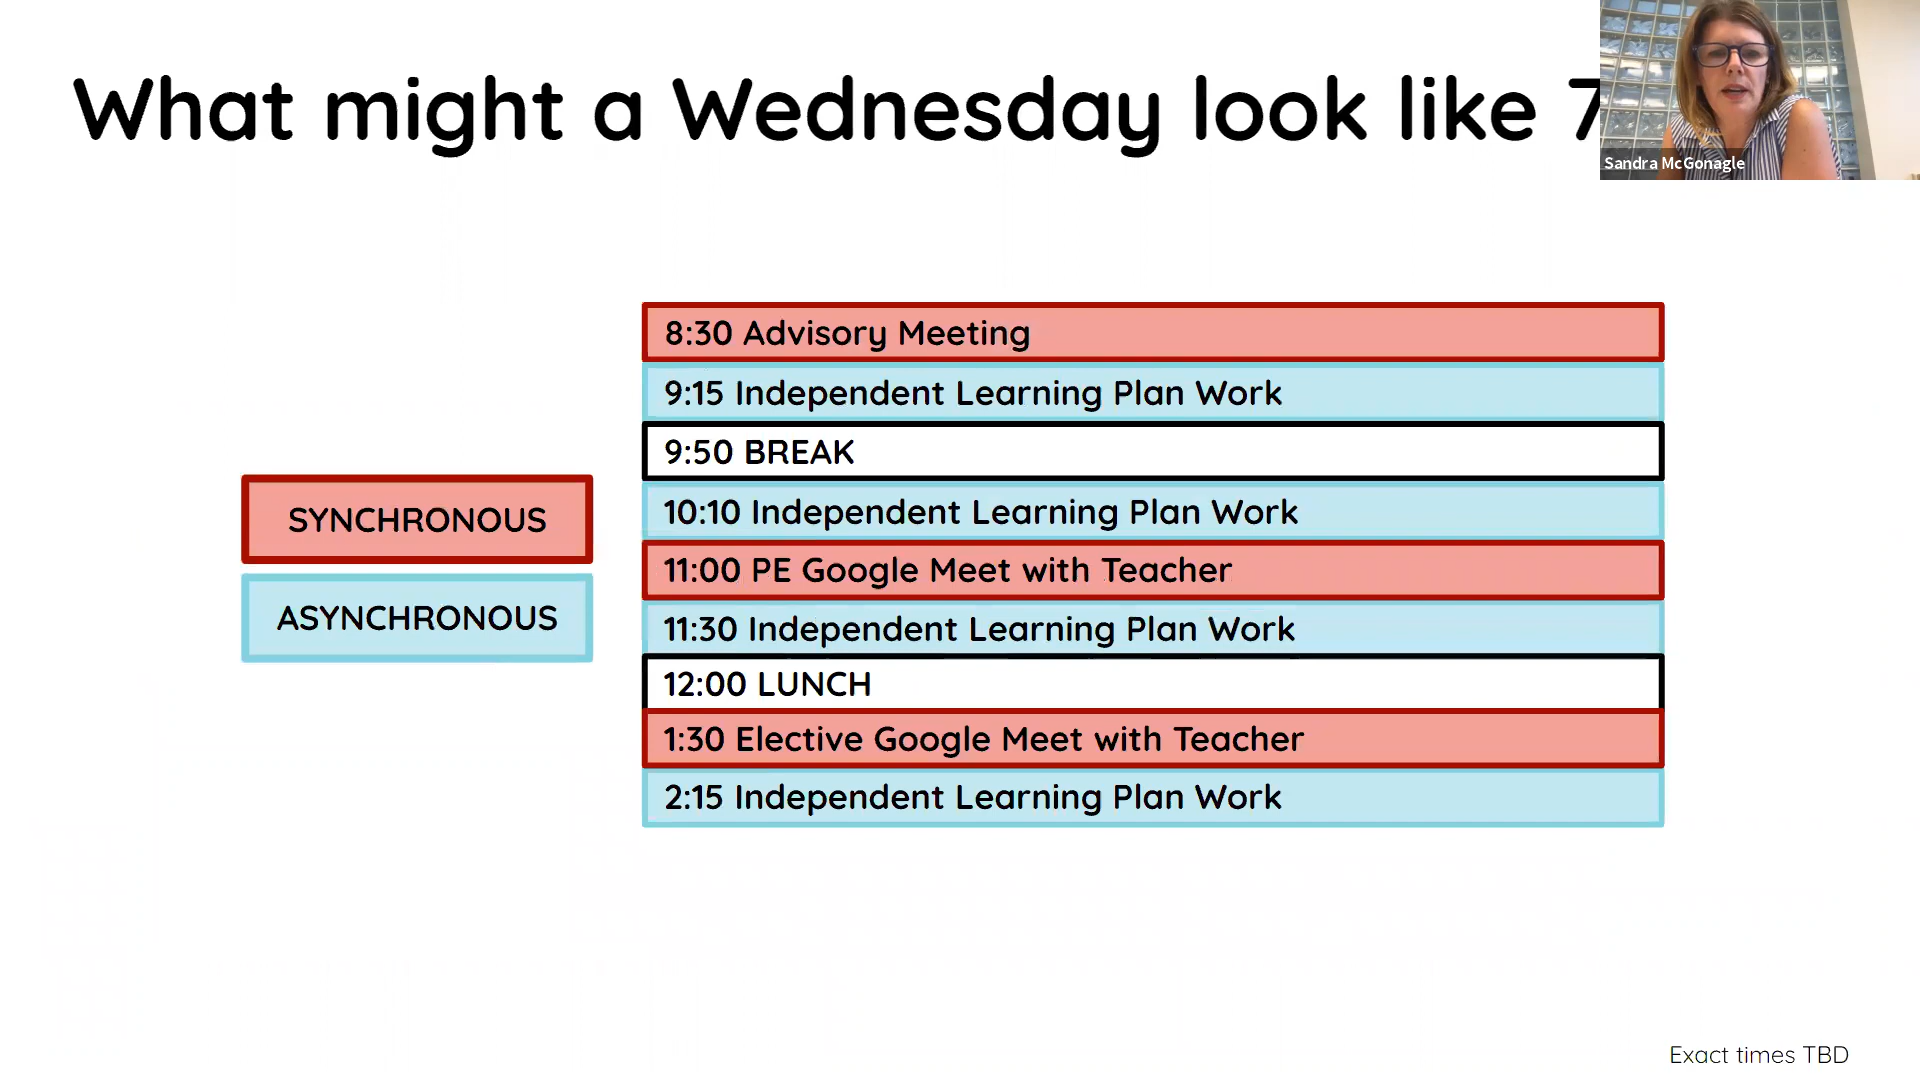 What might a Wednesday look like 7
Sandra McGonagle
8:30 Advisory Meeting
9:15 Independent Learning Plan Work
9:50 BREAK
10:10 Independent Learning Plan Work
SYNCHRONOUS
11:00 PE Google Meet with Teacher
ASYNCHRONOUS
11:30 Independent Learning Plan Work
12:00 LUNCH
1:30 Elective Google Meet with Teacher
2:15 Independent Learning Plan Work
Exact times TBD